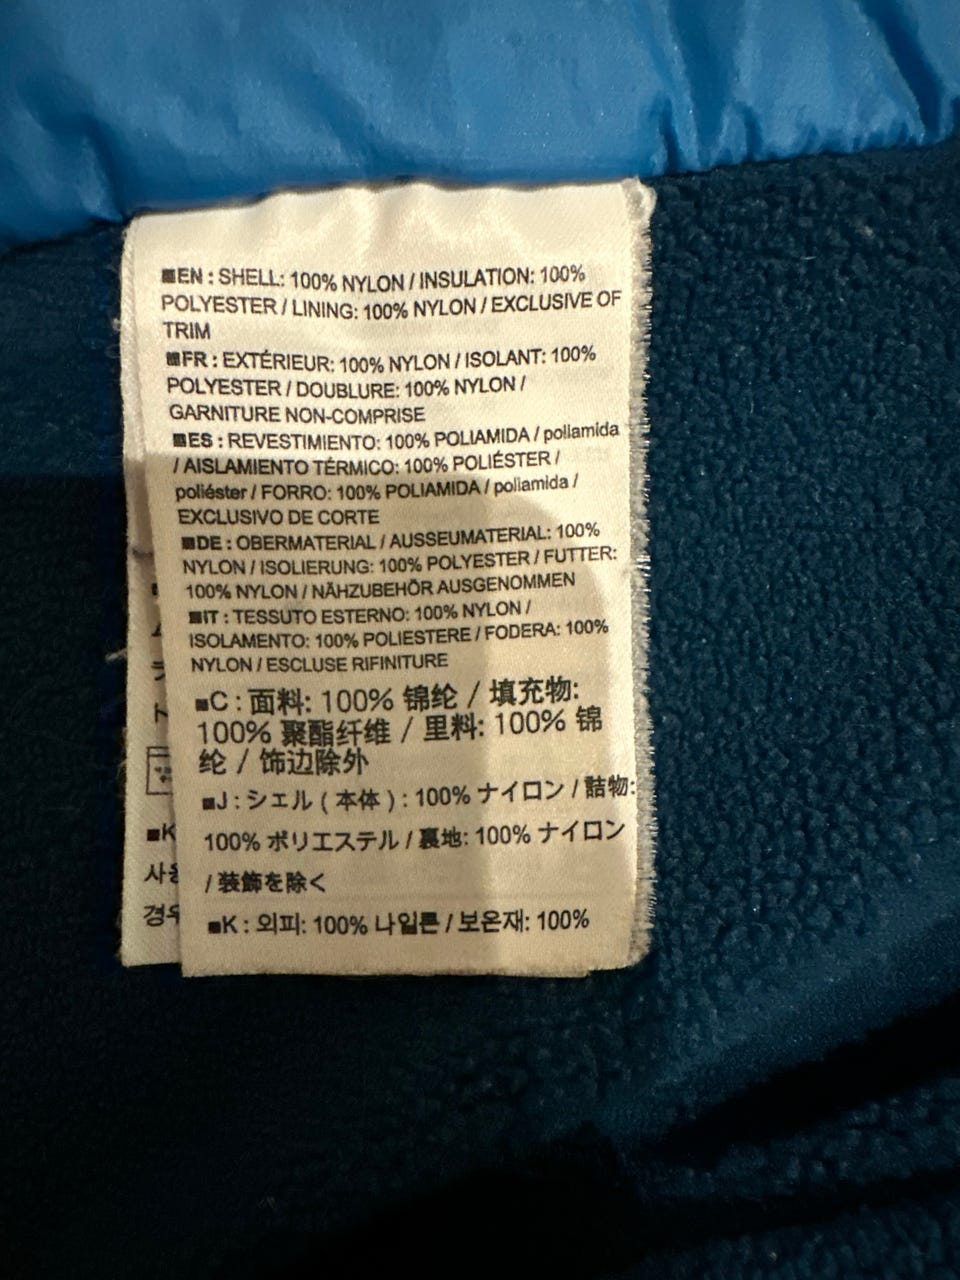 ■EN : SHELL: 100% NYLON / INSULATION: 100%
POLYESTER / LINING: 100% NYLON / EXCLUSIVE OF
TRIM
■FR : EXTÉRIEUR: 100% NYLON / ISOLANT: 100%
POLYESTER / DOUBLURE: 100% NYLON /
GARNITURE NON-COMPRISE
■ES : REVESTIMIENTO: 100% POLIAMIDA / poliamida
/ AISLAMIENTO TÉRMICO: 100% POLIÉSTER /
poliéster / FORRO: 100% POLIAMIDA / poliamida /
EXCLUSIVO DE CORTE
■DE : OBERMATERIAL / AUSSEUMATERIAL: 100%
NYLON / ISOLIERUNG: 100% POLYESTER / FUTTER:
100% NYLON / NÄHZUBEHÖR AUSGENOMMEN
■IT : TESSUTO ESTERNO: 100% NYLON /
ISOLAMENTO: 100% POLIESTERE / FODERA: 100%
NYLON / ESCLUSE RIFINITURE
■C : 面料: 100% 锦纶 / 填充物:
100% 聚酯纤维 / 里料: 100% 锦
纶 / 饰边除外
■J : シェル ( 本体 ) : 100% ナイロン / 詰物:
100% ポリエステル / 裏地: 100% ナイロン
/ 装飾を除く
■K : 외피: 100% 나일론 / 보온재: 100%
■K
사용
경우